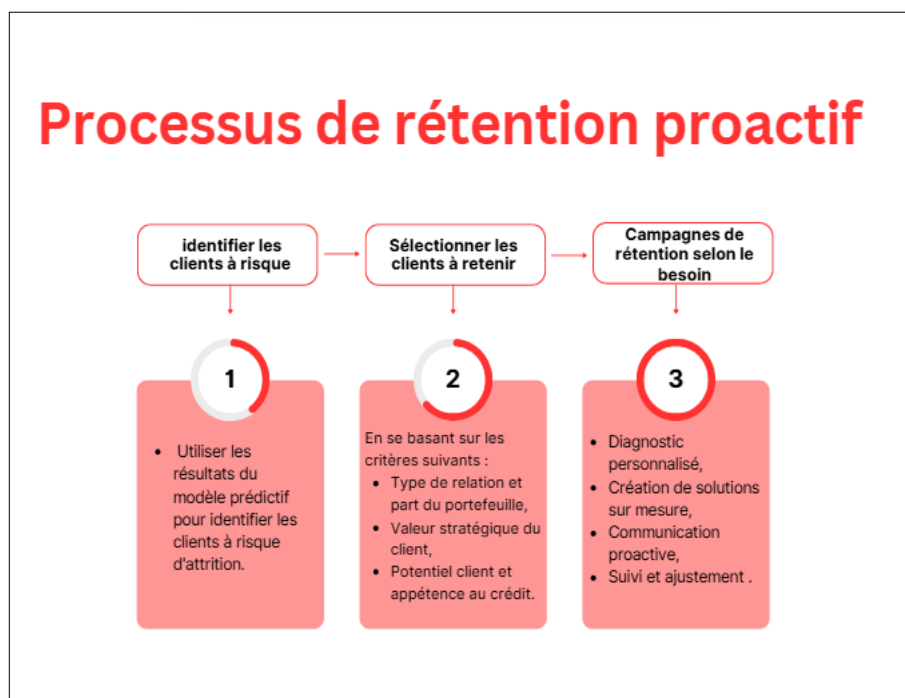 Processus de rétention proactif
identifier les
clients à risque
Sélectionner les
clients à retenir
Campagnes de
rétention selon le
besoin
1
2
3
• Utiliser les
résultats du
modèle prédictif
pour identifier les
clients à risque
d'attrition.
En se basant sur les
critères suivants :
• Type de relation et
part du portefeuille,
• Valeur stratégique du
client,
• Potentiel client et
appétence au crédit.
• Diagnostic
personnalisé,
• Création de solutions
sur mesure,
• Communication
proactive,
• Suivi et ajustement .